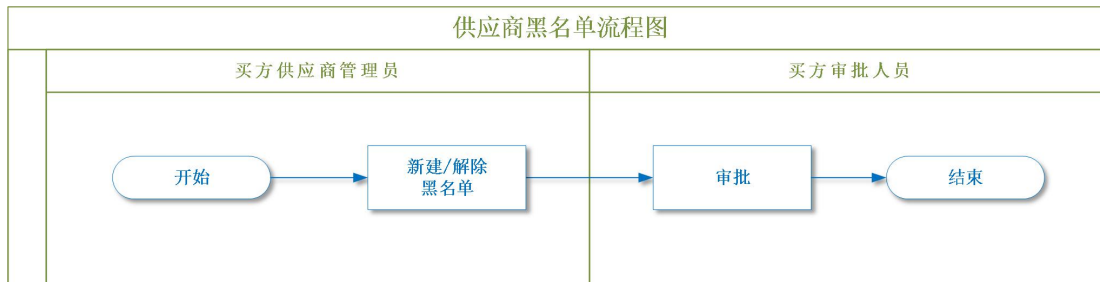 供应商黑名单流程图
买方供应商管理员
买方审批人员
开始
新建/解除
黑名单
审批
结束